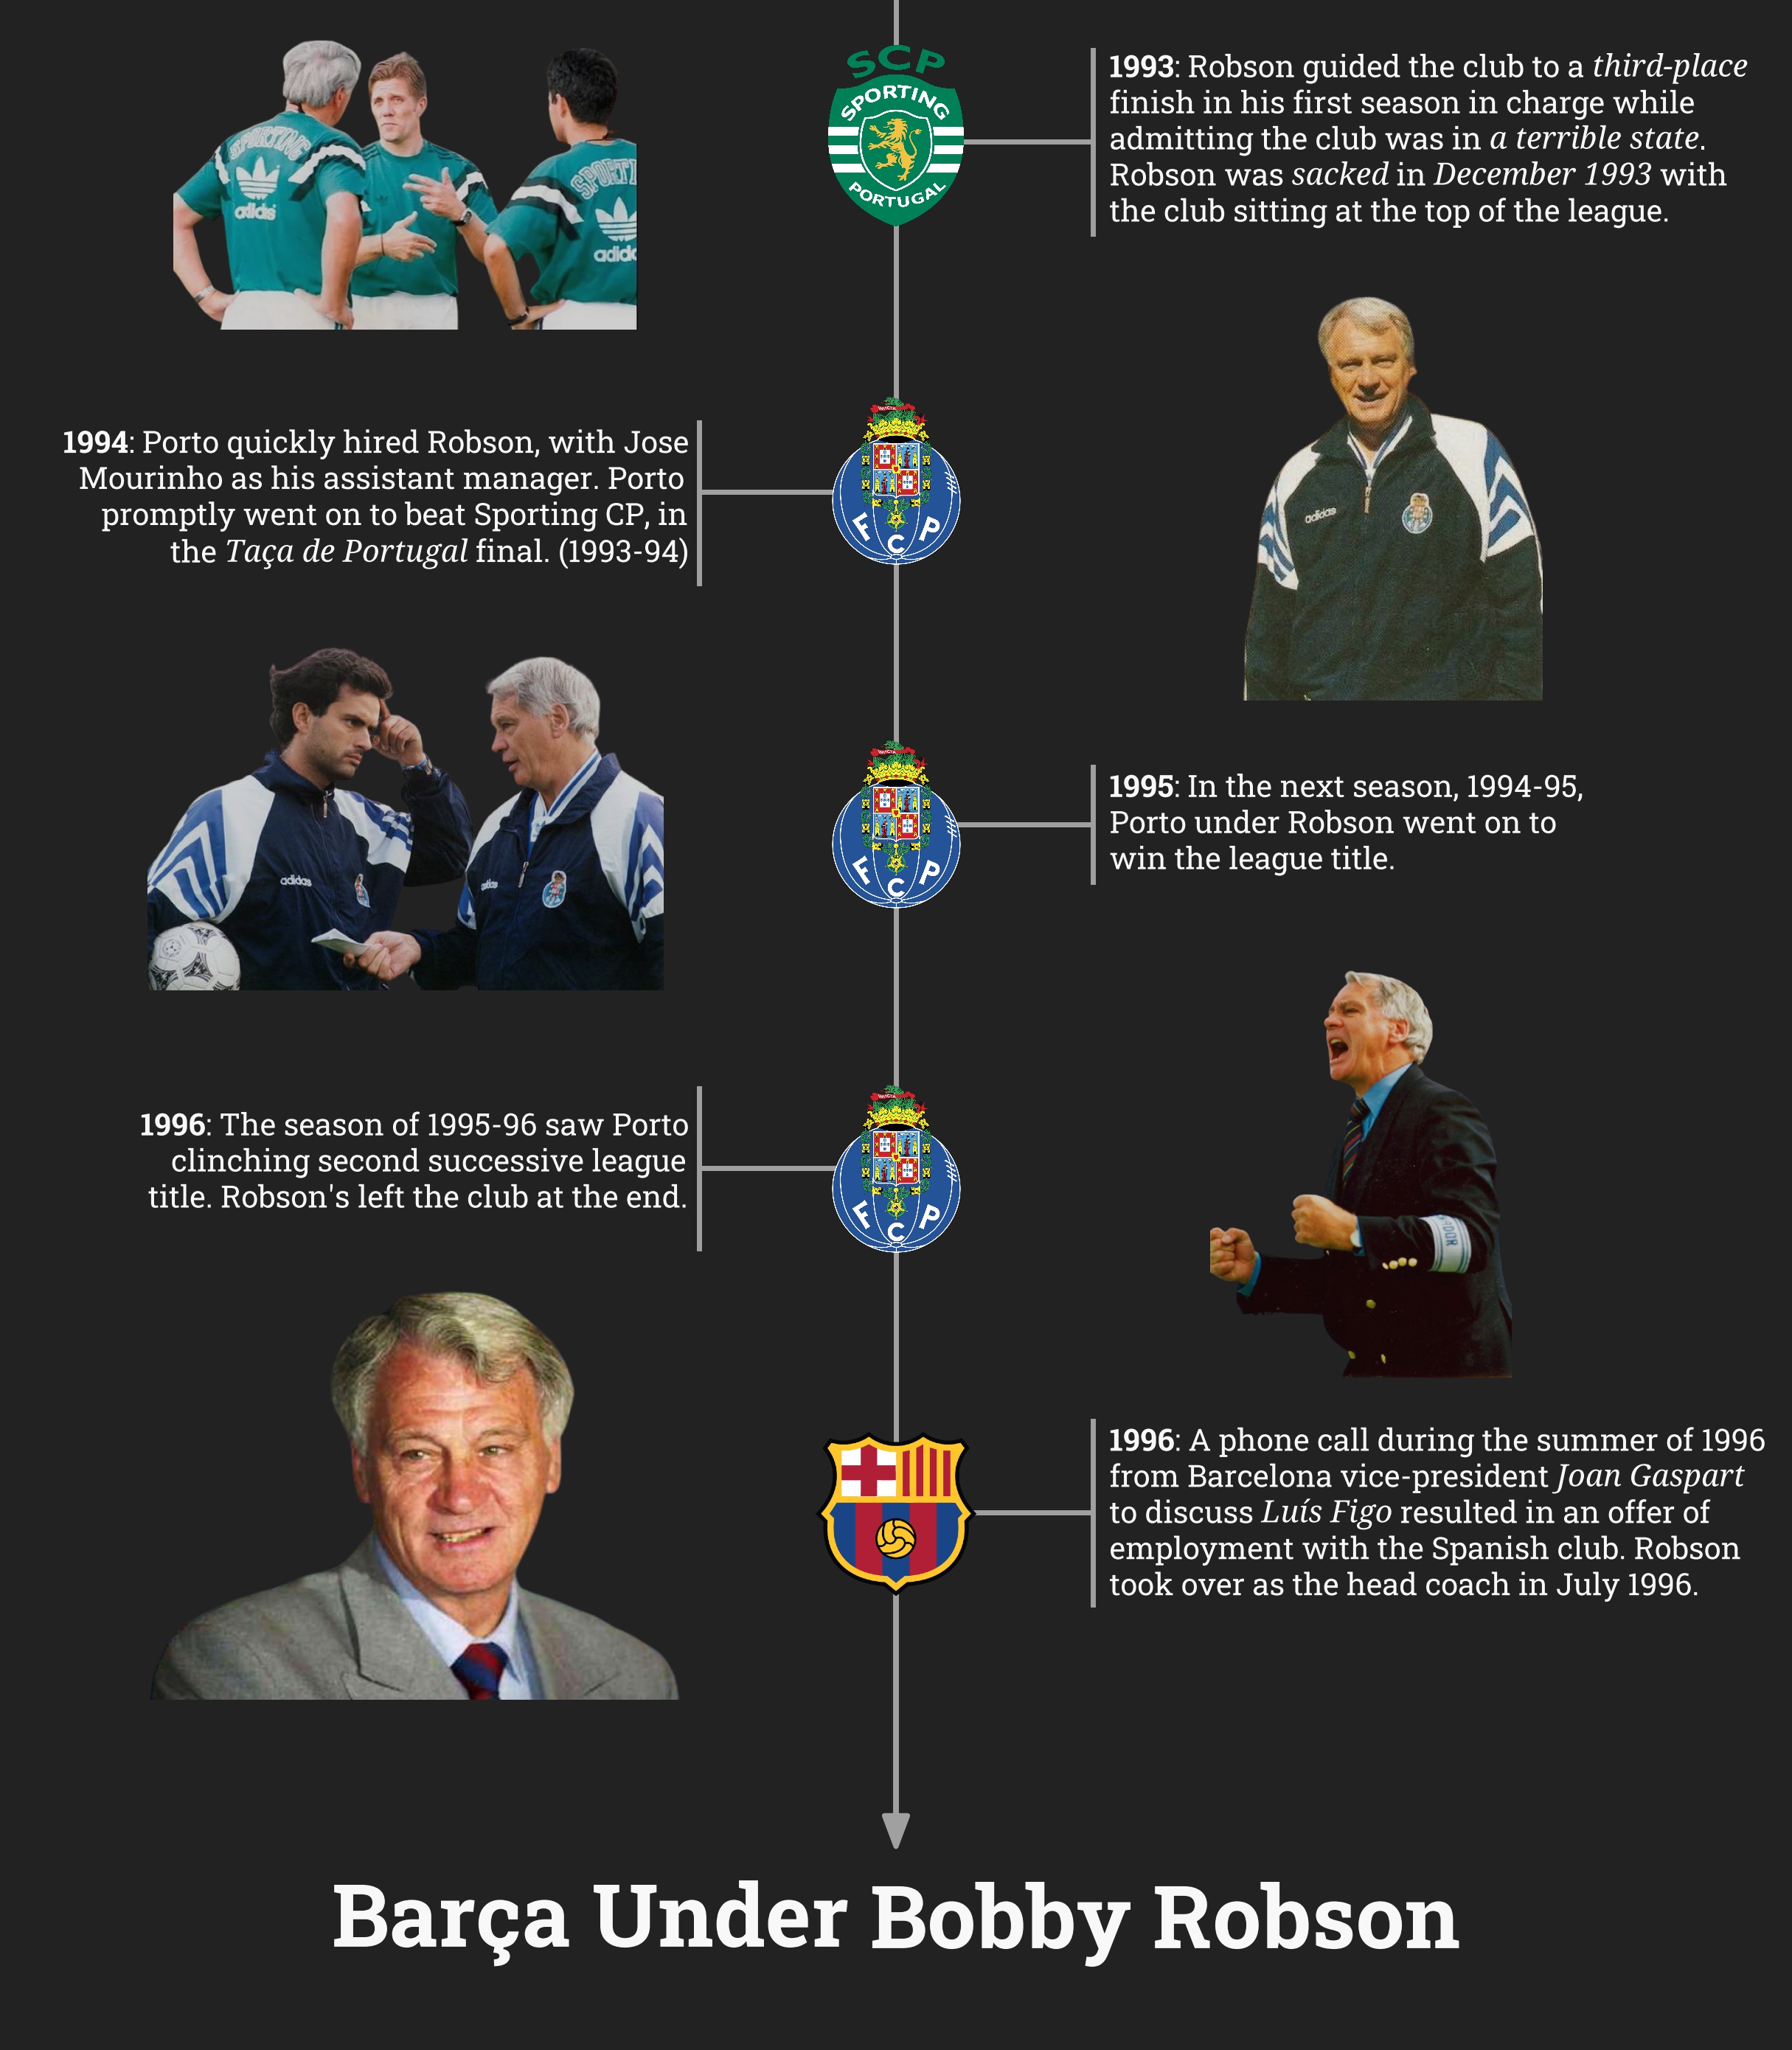 SCP
SPORTING
PORTUGAL
1993: Robson guided the club to a third-place
finish in his first season in charge while
admitting the club was in a terrible state.
Robson was sacked in December 1993 with
the club sitting at the top of the league.
SPORTING
adidas
SPORTI
adida
1994: Porto quickly hired Robson, with Jose
Mourinho as his assistant manager. Porto
promptly went on to beat Sporting CP, in
the Taça de Portugal final. (1993-94)
F C P
adidas
adidas
adidas
1995: In the next season, 1994-95,
Porto under Robson went on to
win the league title.
F C P
1996: The season of 1995-96 saw Porto
clinching second successive league
title. Robson's left the club at the end.
F C P
1996: A phone call during the summer of 1996
from Barcelona vice-president Joan Gaspart
to discuss Luís Figo resulted in an offer of
employment with the Spanish club. Robson
took over as the head coach in July 1996.
Barça Under Bobby Robson